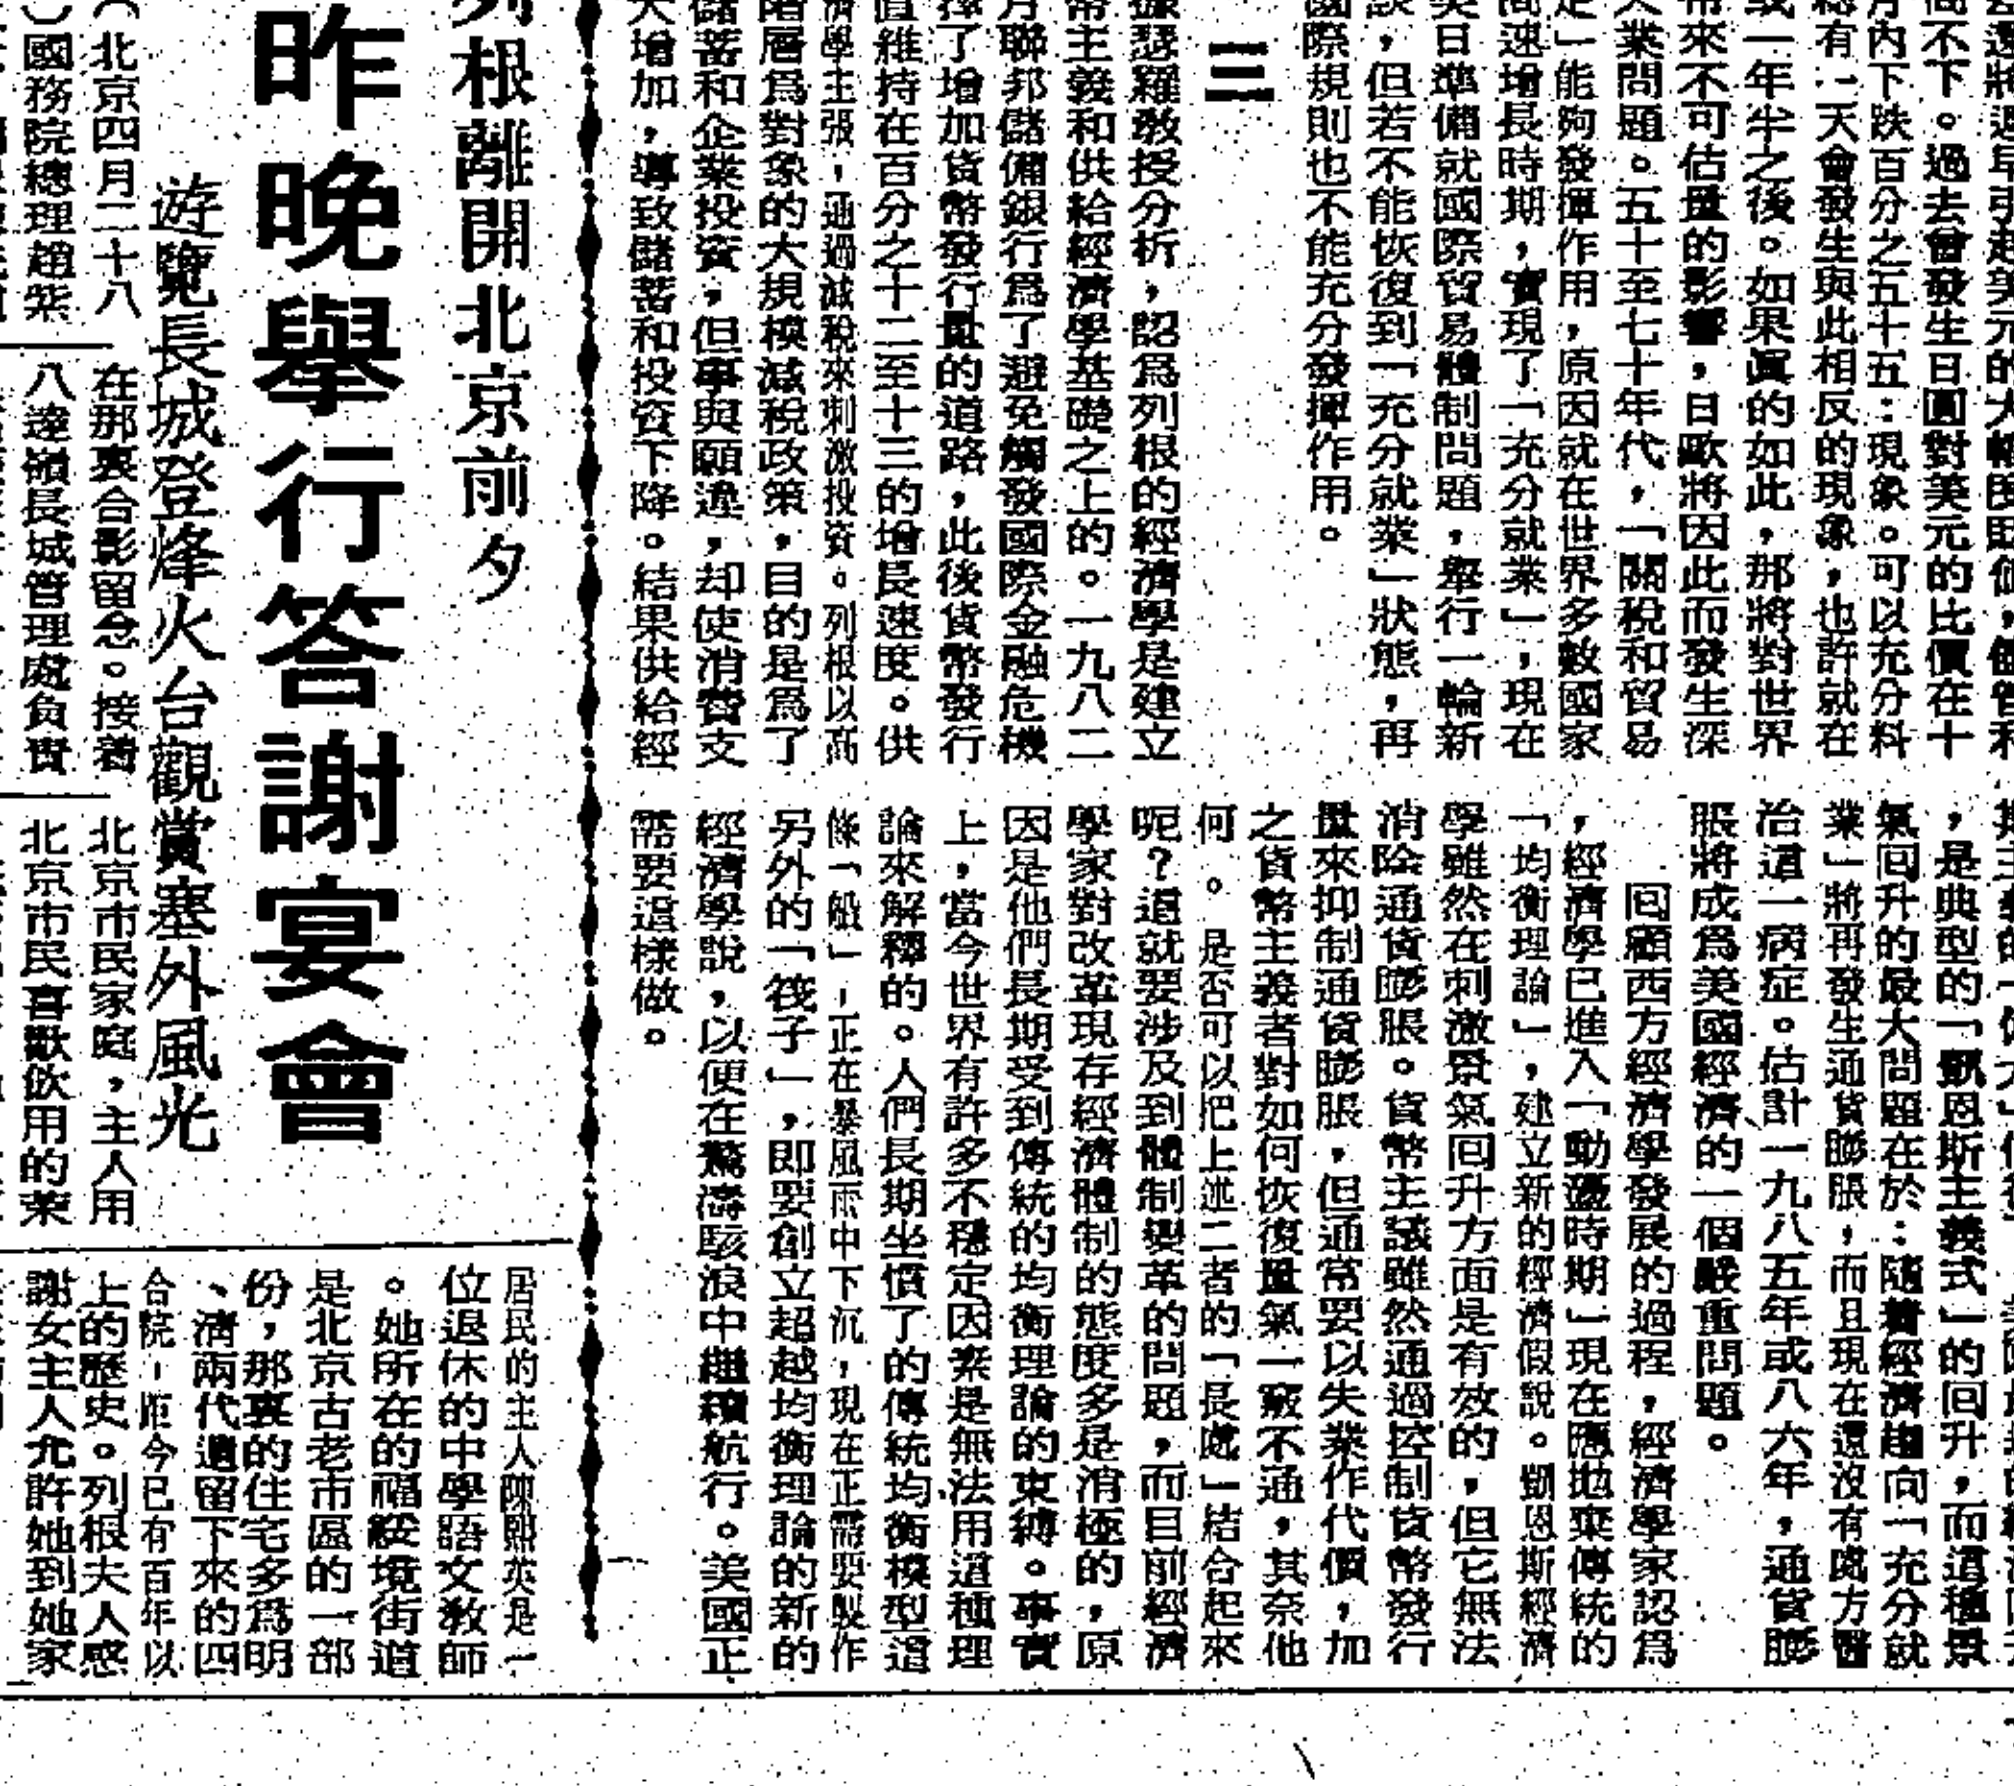 高不下。過去曾發生日圓對美元的比價在十
月內下跌百分之五十五：現象。可以充分料
總有一天會發生與此相反的現象，也許就在
或一年半之後。如果眞的如此，那將對世界
帶來不可估量的影響，日歐將因此而發生深
業問題。五十至七十年代，「關稅和貿易
定」能夠發揮作用，原因就在世界多數國家
高速增長時期，實現了「充分就業」，現在
美日準備就國際貿易體制問題，舉行一輪新
談，但若不能恢復到「充分就業」狀態，再
國際規則也不能充分發揮作用。
三
據瑟羅教授分析，認爲列根的經濟學是建立
幣主義和供給經濟學基礎之上的。一九八二
月聯邦儲備銀行爲了避免觸發國際金融危機
擇了增加貨幣發行量的道路，此後貨幣發行
直維持在百分之十二至十三的增長速度。供
濟學主張，通過減稅來刺激投資。列根以高
階層爲對象的大規模減稅政策，目的是爲了
儲蓄和企業投資，但事與願違，却使消費支
大增加，導致儲蓄和投資下降。結果供給經
，是典型的「凱恩斯主義式」的回升，而這種景
氣回升的最大問題在於：隨着經濟趨向「充分就
業」將再發生通貨膨脹，而且現在還沒有處方醫
治這一病症。估計一九八五年或八六年，通貨膨
脹將成爲美國經濟的一個嚴重問題。
回顧西方經濟學發展的過程，經濟學家認爲
，經濟學已進入「動盪時期」現在應拋棄傳統的
「均衡理論」，建立新的經濟假說。凱恩斯經濟
學雖然在刺激景氣回升方面是有效的，但它無法
消除通貨膨脹。貨幣主議雖然通過控制貨幣發行
量來抑制通貨膨脹，但通常要以失業作代價，加
之貨幣主義者對如何恢復量氣一竅不通，其奈他
何。是否可以把上述二者的「長處」結合起來
呢？這就要涉及到體制變革的問題，而目前經濟
學家對改革現存經濟體制的態度多是消極的，原
因是他們長期受到傳統的均衡理論的束縛。事實
上，當今世界有許多不穩定因素是無法用這種理
論來解釋的。人們長期坐慣了的傳統均衡模型這
條「船」，正在暴風雨中下沉，現在正需要製作
另外的「筏子」，即要創立超越均衡理論的新的
經濟學說，以便在驚濤駭浪中繼續航行。美國正
需要這樣做。
列根離開北京前夕
昨晚舉行答謝宴會
遊覽長城登烽火台觀賞塞外風光
（北京四月二十八
）國務院總理趙紫
在那裏合影留念。接着
八達嶺長城管理處負責
北京市民家庭，主人用
北京市民喜歡飲用的茉
居民的主人陳熙英是一
位退休的中學語文敎師
。她所在的福綏境街道
是北京古老市區的一部
份，那裏的住宅多爲明
、淸兩代遺留下來的四
合院，距今已有百年以
上的歷史。列根夫人感
謝女主人允許她到她家